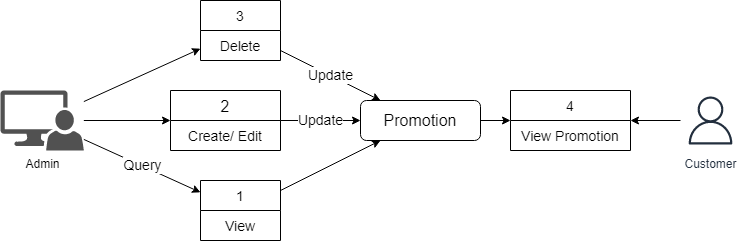 3
Delete
Update
2
Create/ Edit
Update
Promotion
4
View Promotion
Admin
Query
Customer
1
View